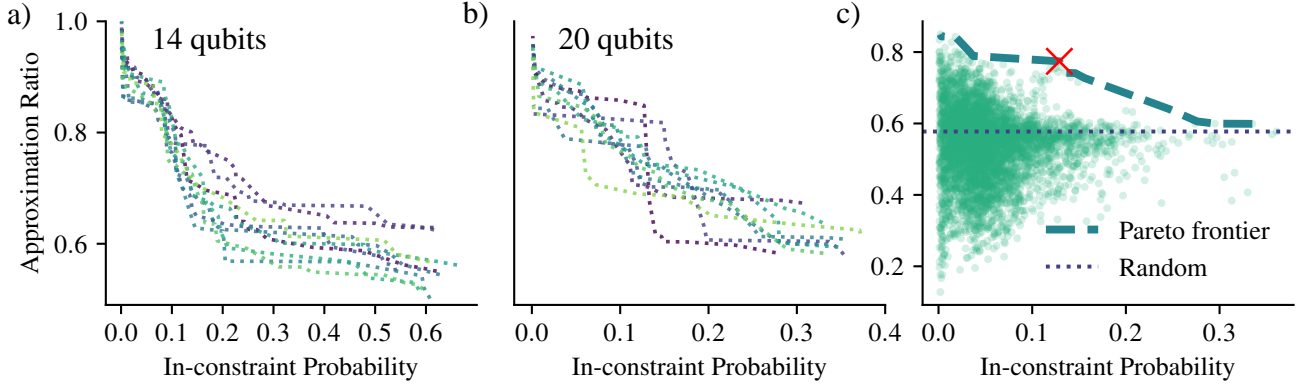 a)
14 qubits
1.0
0.8
0.6
Approximation Ratio
0.0
0.1
0.2
0.3
0.4
0.5
0.6
In-constraint Probability
b)
20 qubits
0.0
0.1
0.2
0.3
0.4
In-constraint Probability
c)
0.8
0.6
0.4
0.2
Pareto frontier
Random
0.0
0.1
0.2
0.3
In-constraint Probability